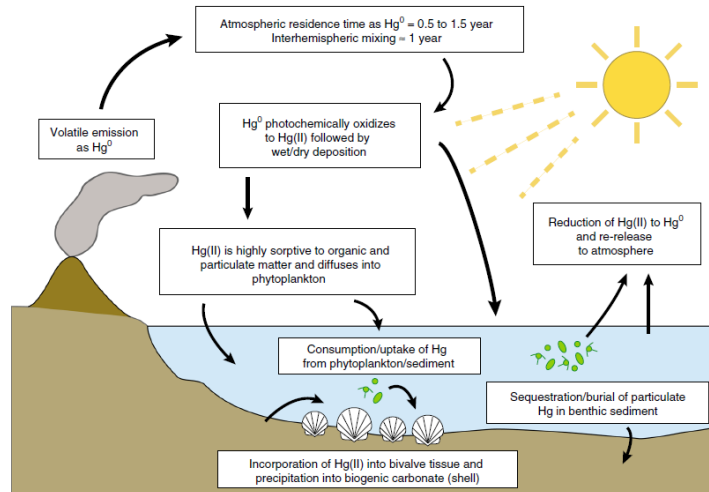 Atmospheric residence time as Hg⁰ = 0.5 to 1.5 year
Interhemispheric mixing ≈ 1 year
Volatile emission
as Hg⁰
Hg⁰ photochemically oxidizes
to Hg(II) followed by
wet/dry deposition
Hg(II) is highly sorptive to organic and
particulate matter and diffuses into
phytoplankton
Reduction of Hg(II) to Hg⁰
and re-release
to atmosphere
Consumption/uptake of Hg
from phytoplankton/sediment
Sequestration/burial of particulate
Hg in benthic sediment
Incorporation of Hg(II) into bivalve tissue and
precipitation into biogenic carbonate (shell)